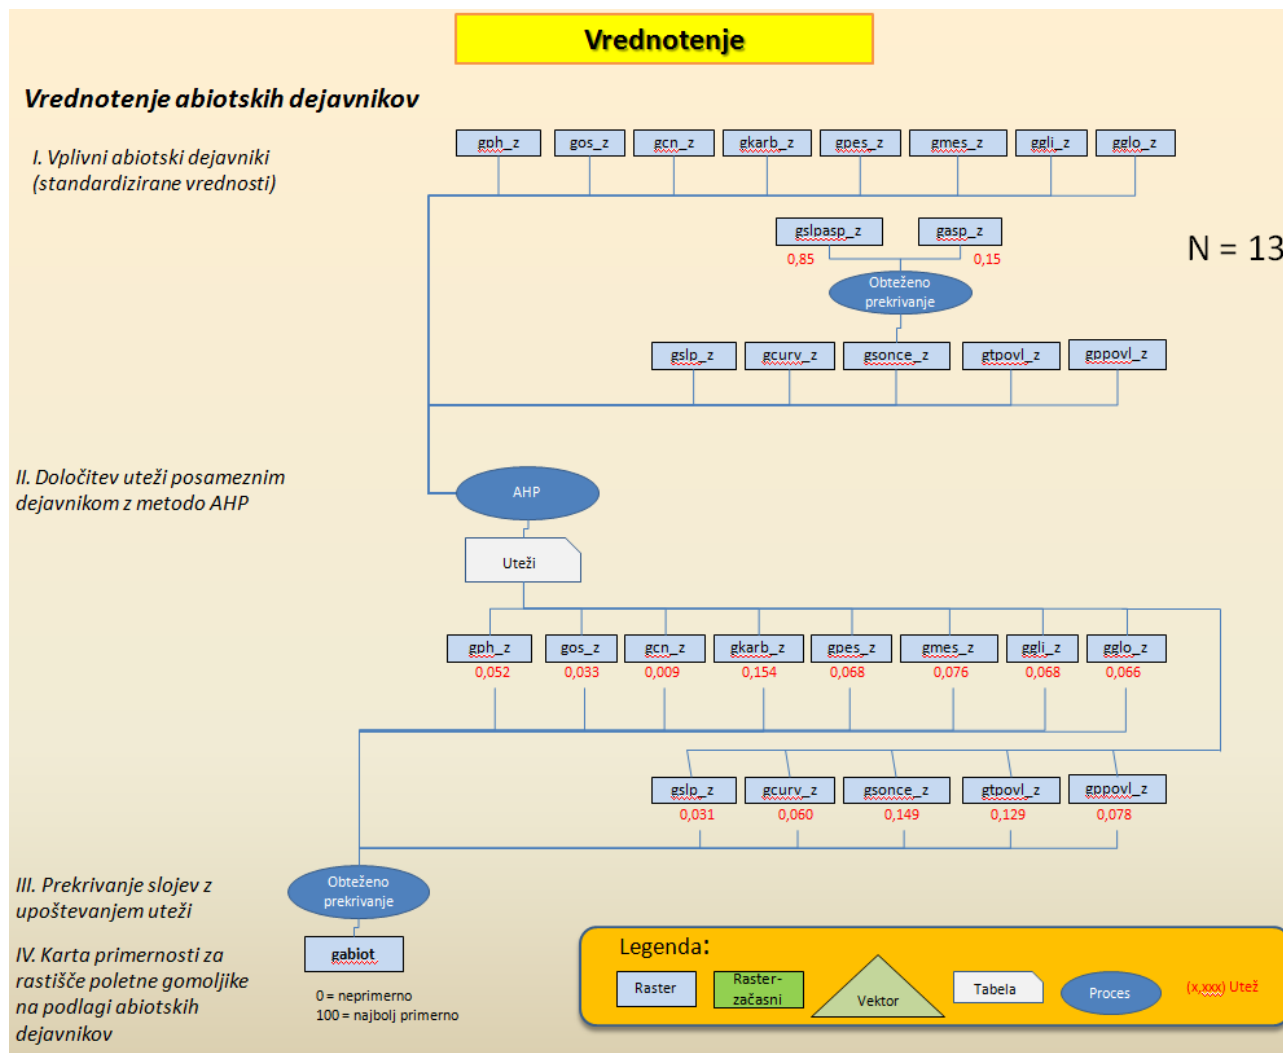 Vrednotenje
Vrednotenje abiotskih dejavnikov
I. Vplivni abiotski dejavniki
(standardizirane vrednosti)
gph_z gos_z gcn_z gkarb_z gpes_z gmes_z ggli_z gglo_z
gslpasp_z gasp_z
0,85 0,15
N = 13
Obteženo
prekrivanje
gslp_z gcurv_z gsonce_z gtpovl_z gppovl_z
II. Določitev uteži posameznim
dejavnikom z metodo AHP
AHP
Uteži
gph_z gos_z gcn_z gkarb_z gpes_z gmes_z ggli_z gglo_z
0,052 0,033 0,009 0,154 0,068 0,076 0,068 0,066
gslp_z gcurv_z gsonce_z gtpovl_z gppovl_z
0,031 0,060 0,149 0,129 0,078
III. Prekrivanje slojev z
upoštevanjem uteži
Obteženo
prekrivanje
IV. Karta primernosti za
rastišče poletne gomoljike
na podlagi abiotskih
dejavnikov
gabiot
0 = neprimerno
100 = najbolj primerno
Legenda:
Raster
Raster-
začasni
Vektor
Tabela
Proces
(x,xxx) Utež